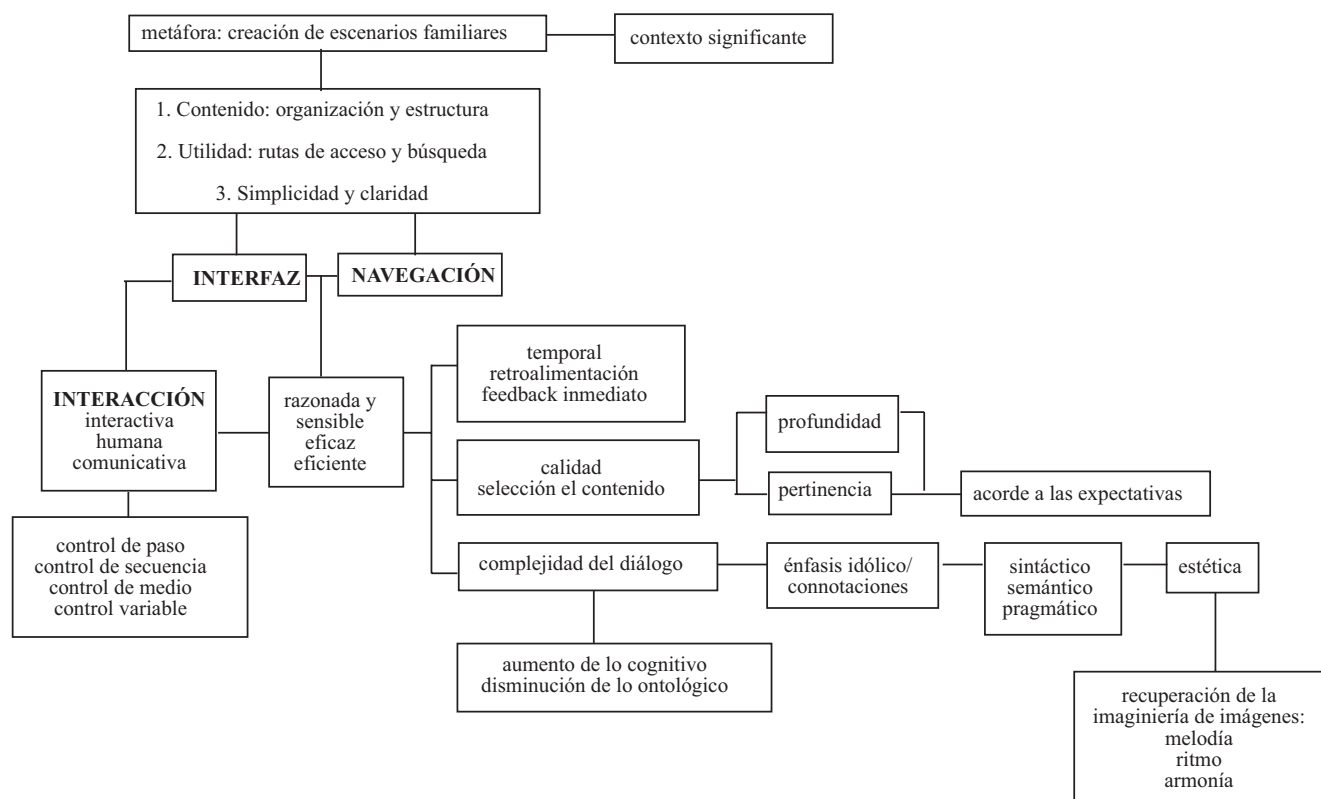 metáfora: creación de escenarios familiares
contexto significante
1. Contenido: organización y estructura
2. Utilidad: rutas de acceso y búsqueda
3. Simplicidad y claridad
INTERFAZ
NAVEGACIÓN
INTERACCIÓN
interactiva
humana
comunicativa
razonada y
sensible
eficaz
eficiente
temporal
retroalimentación
feedback inmediato
calidad
selección el contenido
profundidad
pertinencia
acorde a las expectativas
control de paso
control de secuencia
control de medio
control variable
complejidad del diálogo
énfasis idólico/
connotaciones
sintáctico
semántico
pragmático
estética
aumento de lo cognitivo
disminución de lo ontológico
recuperación de la
imaginiería de imágenes:
melodía
ritmo
armonía